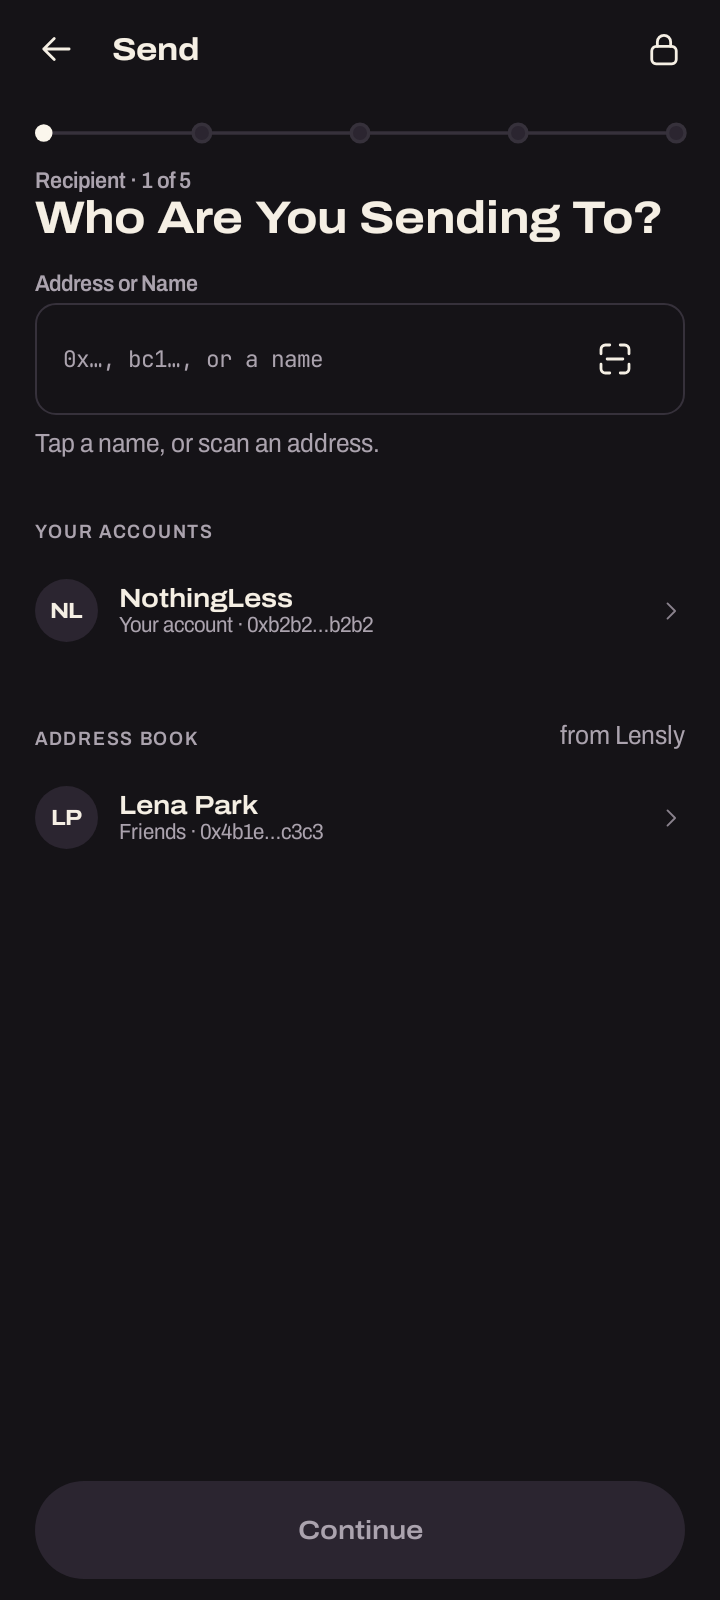 Send
Recipient · 1 of 5
Who Are You Sending To?
Address or Name
0x…, bc1…, or a name
Tap a name, or scan an address.
YOUR ACCOUNTS
NL
NothingLess
Your account · 0xb2b2…b2b2
ADDRESS BOOK
from Lensly
LP
Lena Park
Friends · 0x4b1e…c3c3
Continue